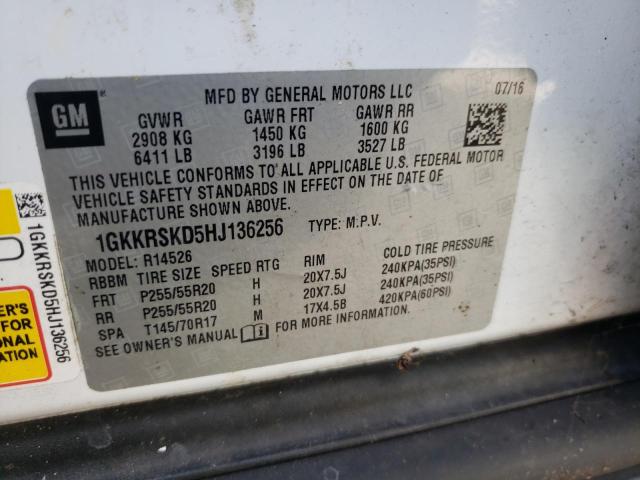 MFD BY GENERAL MOTORS LLC 07/16
GM
GVWR GAWR FRT GAWR RR
2908 KG 1450 KG 1600 KG
6411 LB 3196 LB 3527 LB
THIS VEHICLE CONFORMS TO ALL APPLICABLE U.S. FEDERAL MOTOR
VEHICLE SAFETY STANDARDS IN EFFECT ON THE DATE OF
MANUFACTURE SHOWN ABOVE.
1GKKRSKD5HJ136256 TYPE: M.P.V.
MODEL: R14526
RBBM TIRE SIZE SPEED RTG RIM COLD TIRE PRESSURE
FRT P255/55R20 H 20X7.5J 240KPA(35PSI)
RR P255/55R20 H 20X7.5J 240KPA(35PSI)
SPA T145/70R17 M 17X4.5B 420KPA(60PSI)
SEE OWNER'S MANUAL FOR MORE INFORMATION.
1GKKRSKD5HJ136256
ER'S
FOR
ONAL
ATION